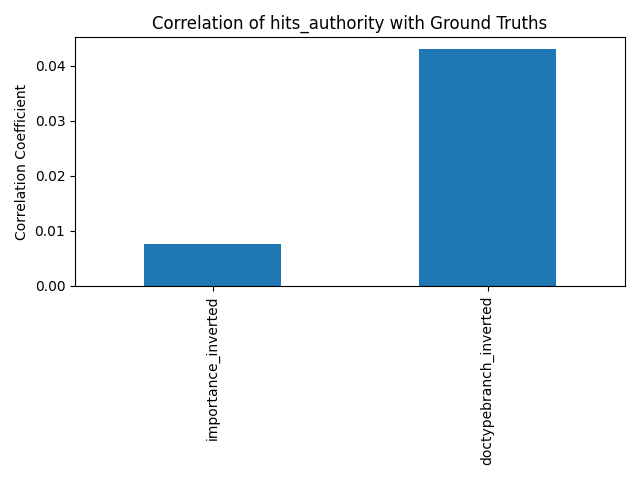 Correlation of hits_authority with Ground Truths
Correlation Coefficient
0.04
0.03
0.02
0.01
0.00
importance_inverted
doctypebranch_inverted